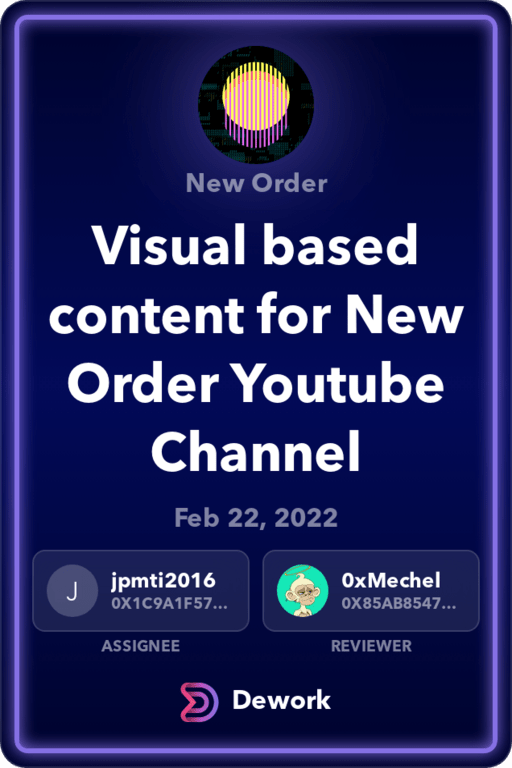 New Order
Visual based
content for New
Order Youtube
Channel
Feb 22, 2022
J
jpmti2016
0X1C9A1F57...
ASSIGNEE
0xMechel
0X85AB8547...
REVIEWER
Dework